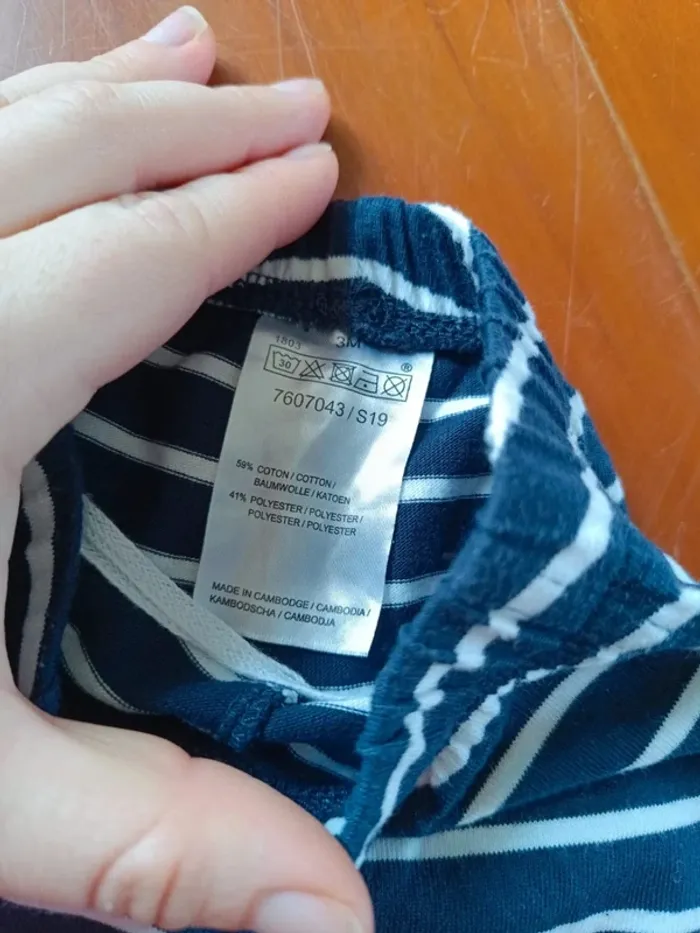 1803 3M
30 ®
7607043/S19
59% COTON / COTTON /
BAUMWOLLE / KATOEN
41% POLYESTER / POLYESTER /
POLYESTER / POLYESTER
MADE IN CAMBODGE / CAMBODIA /
KAMBODSCHA / CAMBODJA